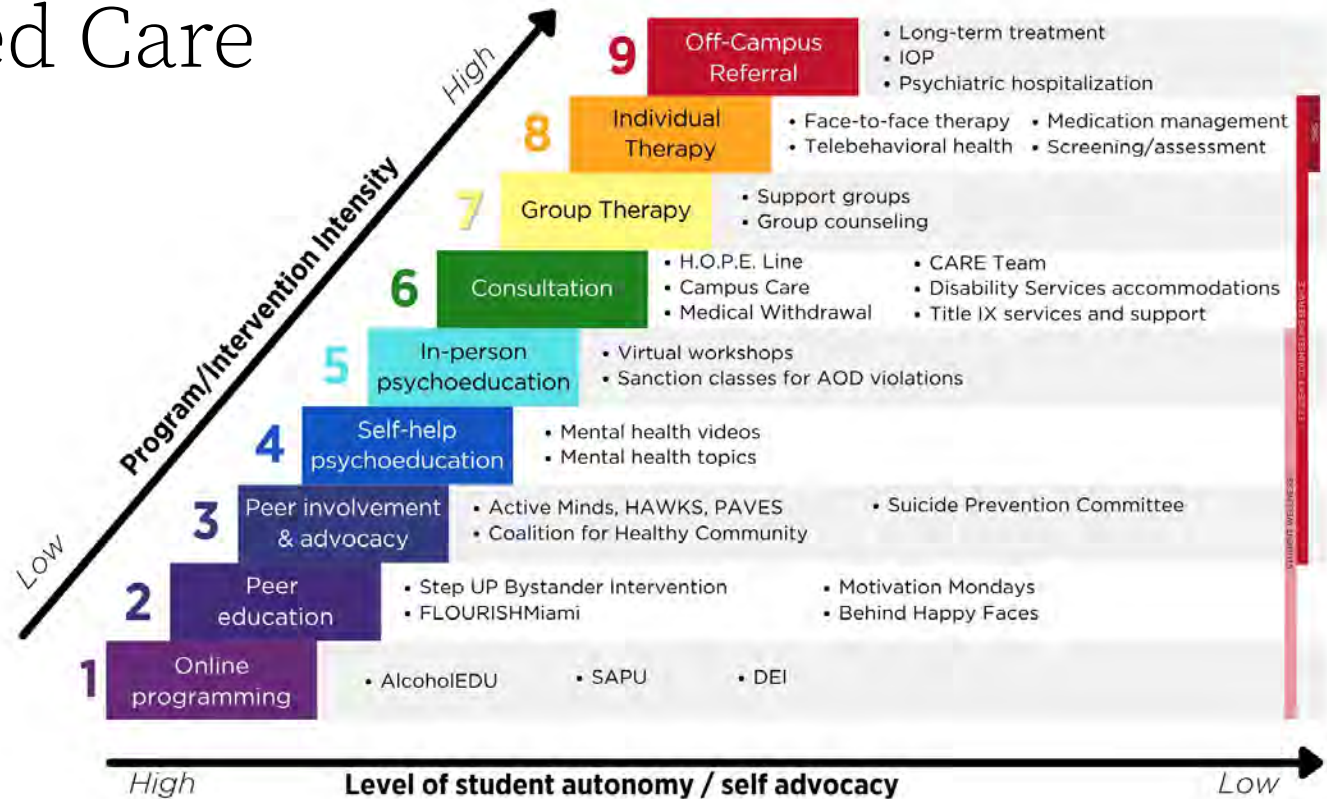 ed Care
High
Program/Intervention Intensity
Low
9
Off-Campus
Referral
• Long-term treatment
• IOP
• Psychiatric hospitalization
8
Individual
Therapy
• Face-to-face therapy
• Telebehavioral health
• Medication management
• Screening/assessment
7
Group Therapy
• Support groups
• Group counseling
6
Consultation
• H.O.P.E. Line
• Campus Care
• Medical Withdrawal
• CARE Team
• Disability Services accommodations
• Title IX services and support
5
In-person
psychoeducation
• Virtual workshops
• Sanction classes for AOD violations
4
Self-help
psychoeducation
• Mental health videos
• Mental health topics
3
Peer involvement
& advocacy
• Active Minds, HAWKS, PAVES
• Coalition for Healthy Community
• Suicide Prevention Committee
2
Peer
education
• Step UP Bystander Intervention
• FLOURISHMiami
• Motivation Mondays
• Behind Happy Faces
1
Online
programming
• AlcoholEDU
• SAPU
• DEI
STUDENT COUNSELING SERVICE
STUDENT WELLNESS
High
Level of student autonomy / self advocacy
Low